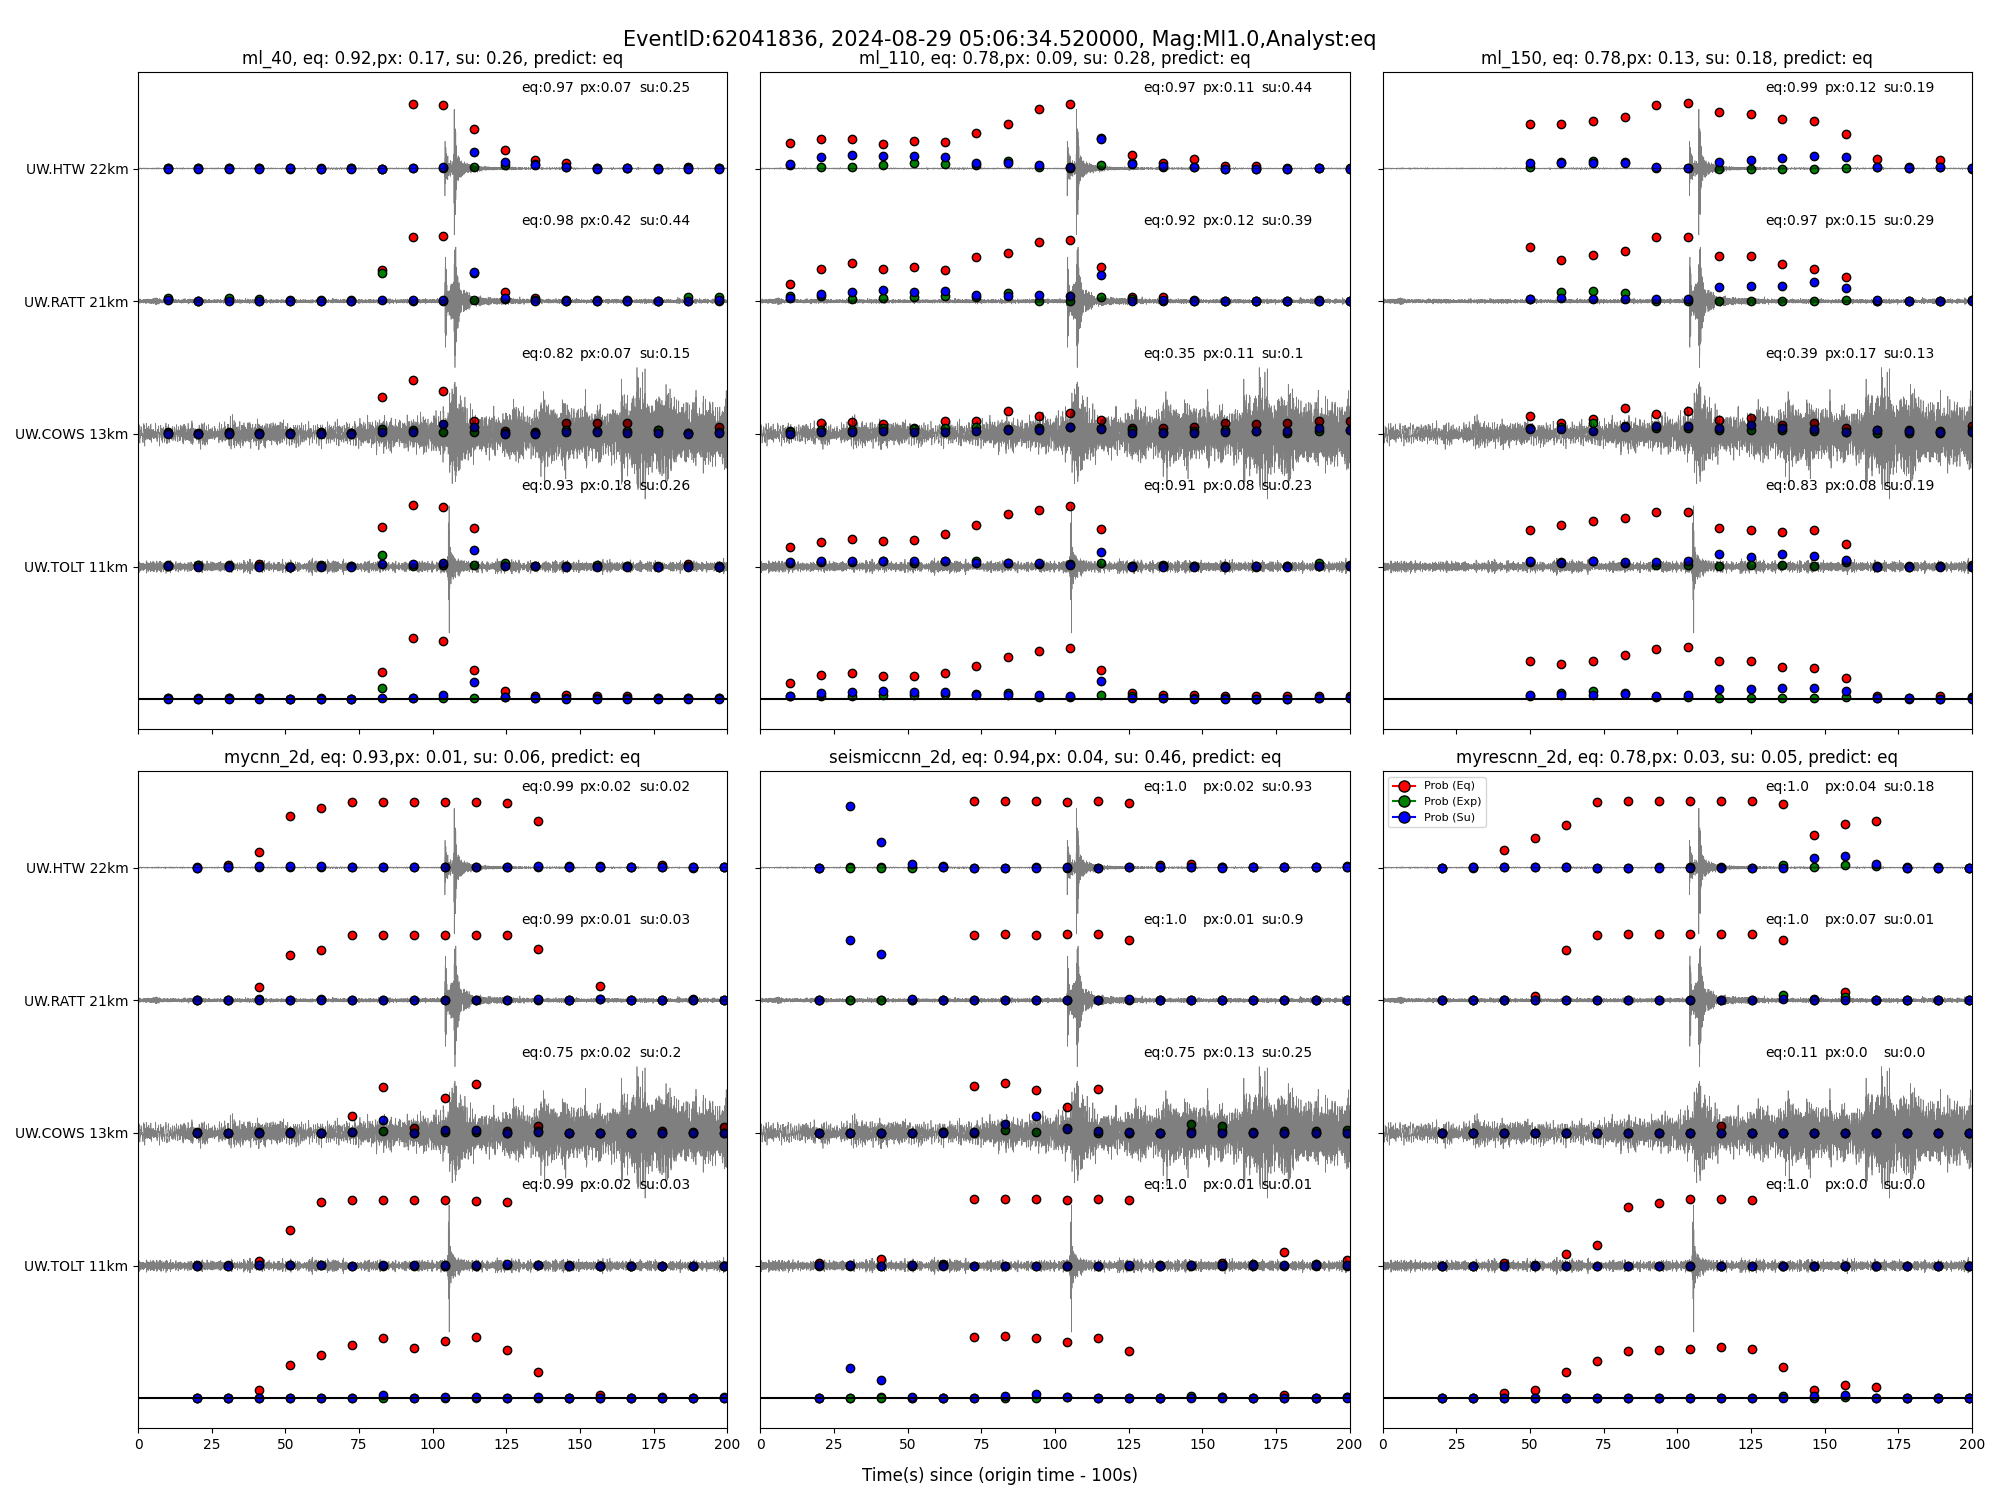 EventID:62041836, 2024-08-29 05:06:34.520000, Mag:Ml1.0,Analyst:eq
ml_40, eq: 0.92,px: 0.17, su: 0.26, predict: eq
eq:0.97 px:0.07 su:0.25
UW.HTW 22km
eq:0.98 px:0.42 su:0.44
UW.RATT 21km
eq:0.82 px:0.07 su:0.15
UW.COWS 13km
eq:0.93 px:0.18 su:0.26
UW.TOLT 11km
ml_110, eq: 0.78,px: 0.09, su: 0.28, predict: eq
eq:0.97 px:0.11 su:0.44
eq:0.92 px:0.12 su:0.39
eq:0.35 px:0.11 su:0.1
eq:0.91 px:0.08 su:0.23
ml_150, eq: 0.78,px: 0.13, su: 0.18, predict: eq
eq:0.99 px:0.12 su:0.19
eq:0.97 px:0.15 su:0.29
eq:0.39 px:0.17 su:0.13
eq:0.83 px:0.08 su:0.19
mycnn_2d, eq: 0.93,px: 0.01, su: 0.06, predict: eq
eq:0.99 px:0.02 su:0.02
UW.HTW 22km
eq:0.99 px:0.01 su:0.03
UW.RATT 21km
eq:0.75 px:0.02 su:0.2
UW.COWS 13km
eq:0.99 px:0.02 su:0.03
UW.TOLT 11km
0 25 50 75 100 125 150 175 200
seismiccnn_2d, eq: 0.94,px: 0.04, su: 0.46, predict: eq
eq:1.0 px:0.02 su:0.93
eq:1.0 px:0.01 su:0.9
eq:0.75 px:0.13 su:0.25
eq:1.0 px:0.01 su:0.01
0 25 50 75 100 125 150 175 200
myrescnn_2d, eq: 0.78,px: 0.03, su: 0.05, predict: eq
Prob (Eq)
Prob (Exp)
Prob (Su)
eq:1.0 px:0.04 su:0.18
eq:1.0 px:0.07 su:0.01
eq:0.11 px:0.0 su:0.0
eq:1.0 px:0.0 su:0.0
0 25 50 75 100 125 150 175 200
Time(s) since (origin time - 100s)